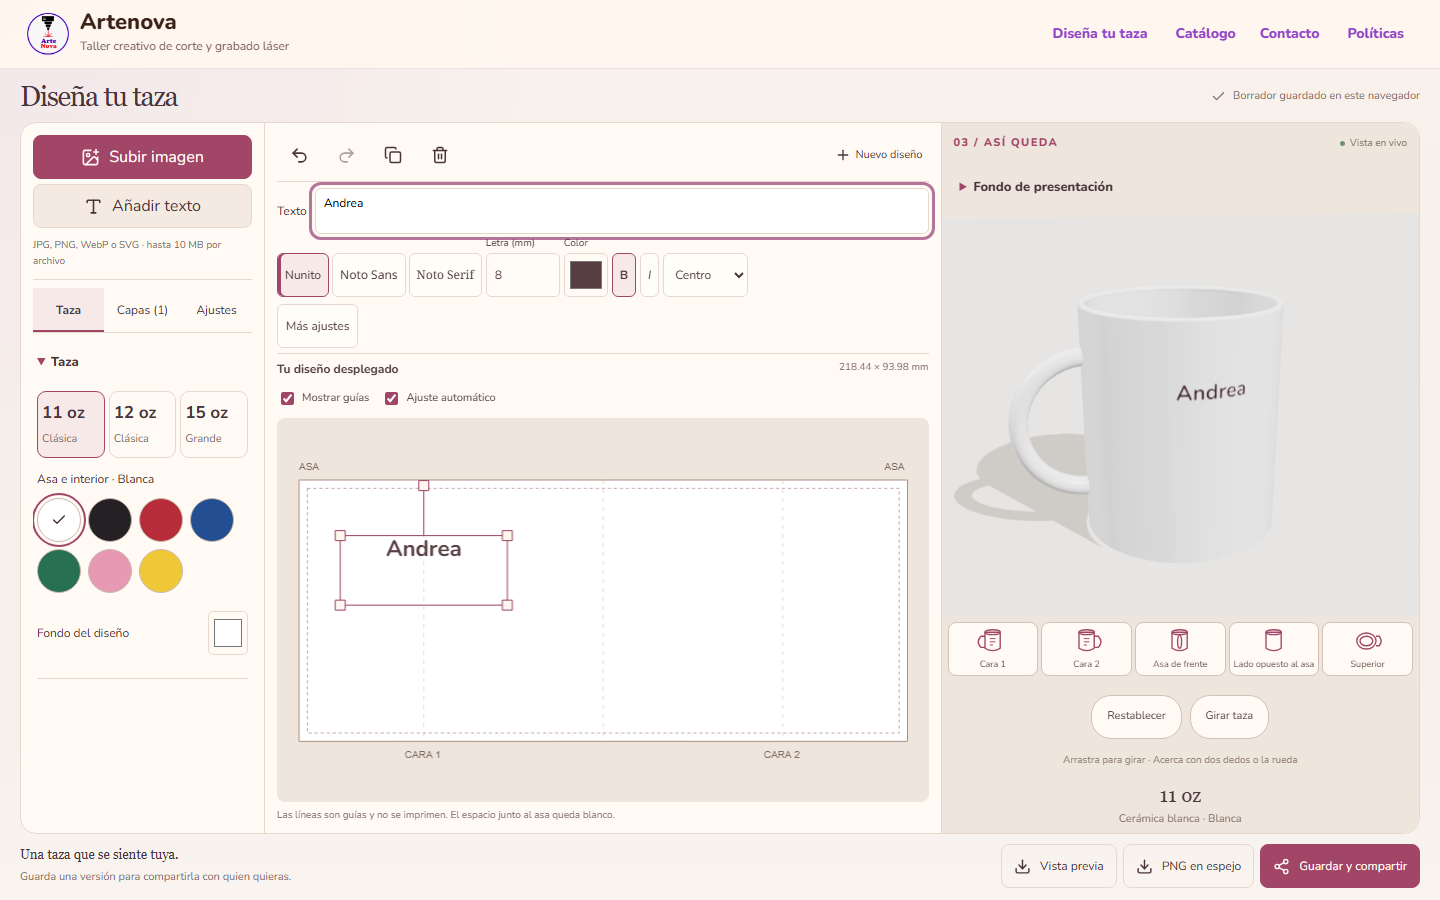 Arte
Nova
Artenova
Taller creativo de corte y grabado láser
Diseña tu taza
Catálogo
Contacto
Políticas
Diseña tu taza
Borrador guardado en este navegador
Subir imagen
Añadir texto
JPG, PNG, WebP o SVG · hasta 10 MB por
archivo
Taza
Capas (1)
Ajustes
Taza
11 oz
Clásica
12 oz
Clásica
15 oz
Grande
Asa e interior · Blanca
Fondo del diseño
Nuevo diseño
Texto
Andrea
Letra (mm)
Color
Nunito
Noto Sans
Noto Serif
8
B
I
Centro
Más ajustes
Tu diseño desplegado
218.44 × 93.98 mm
Mostrar guías
Ajuste automático
ASA
ASA
Andrea
CARA 1
CARA 2
Las líneas son guías y no se imprimen. El espacio junto al asa queda blanco.
03 / ASÍ QUEDA
Vista en vivo
Fondo de presentación
Andrea
Cara 1
Cara 2
Asa de frente
Lado opuesto al asa
Superior
Restablecer
Girar taza
Arrastra para girar · Acerca con dos dedos o la rueda
11 oz
Cerámica blanca · Blanca
Una taza que se siente tuya.
Guarda una versión para compartirla con quien quieras.
Vista previa
PNG en espejo
Guardar y compartir